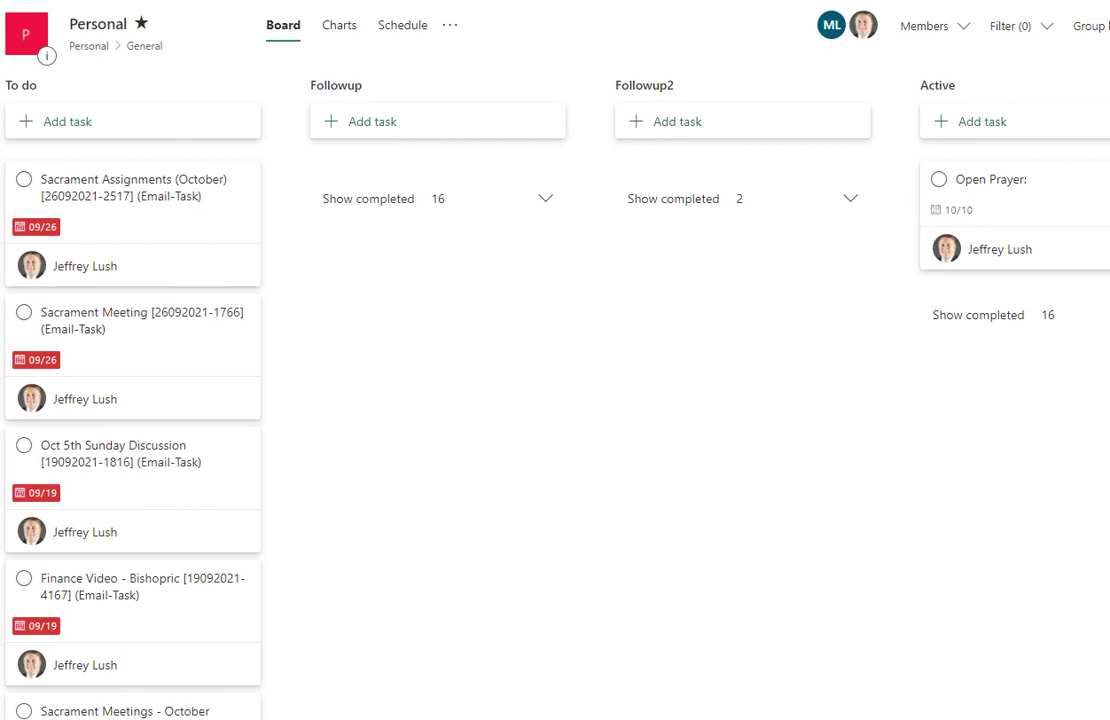 P
Personal ★
Personal > General
Board Charts Schedule ...
ML
Members Filter (0) Group
To do
Add task
Sacrament Assignments (October)
[26092021-2517] (Email-Task)
09/26
Jeffrey Lush
Sacrament Meeting [26092021-1766]
(Email-Task)
09/26
Jeffrey Lush
Oct 5th Sunday Discussion
[19092021-1816] (Email-Task)
09/19
Jeffrey Lush
Finance Video - Bishopric [19092021-
4167] (Email-Task)
09/19
Jeffrey Lush
Sacrament Meetings - October
Followup
Add task
Show completed 16
Followup2
Add task
Show completed 2
Active
Add task
Open Prayer:
10/10
Jeffrey Lush
Show completed 16